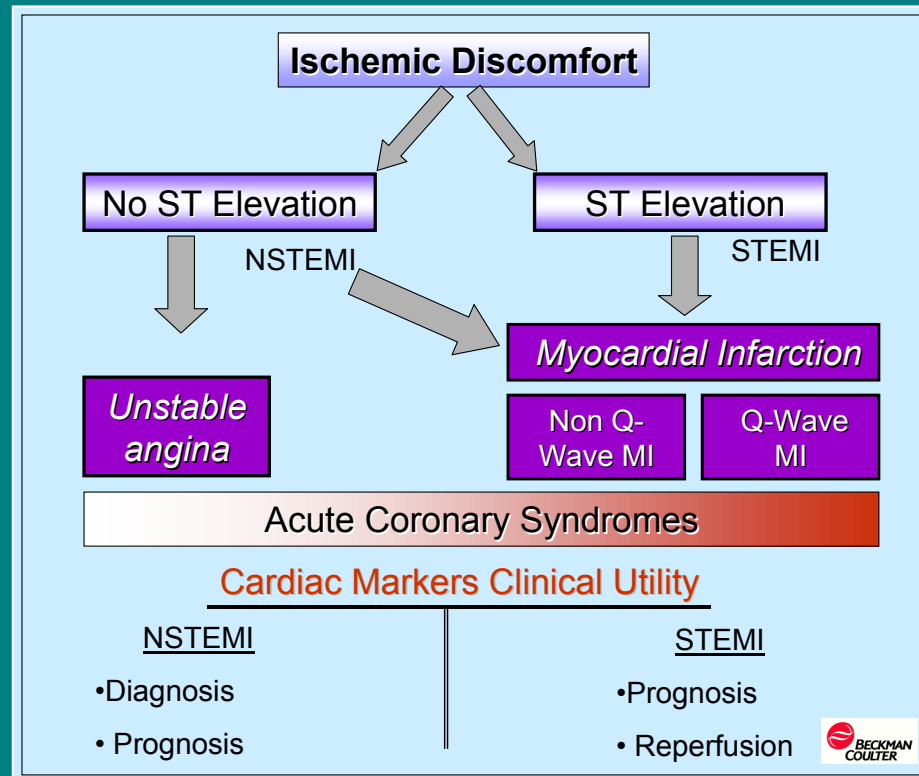 Ischemic Discomfort
No ST Elevation
ST Elevation
NSTEMI
STEMI
Myocardial Infarction
Unstable
angina
Non Q-
Wave MI
Q-Wave
MI
Acute Coronary Syndromes
Cardiac Markers Clinical Utility
NSTEMI
•Diagnosis
• Prognosis
STEMI
•Prognosis
• Reperfusion
BECKMAN
COULTER